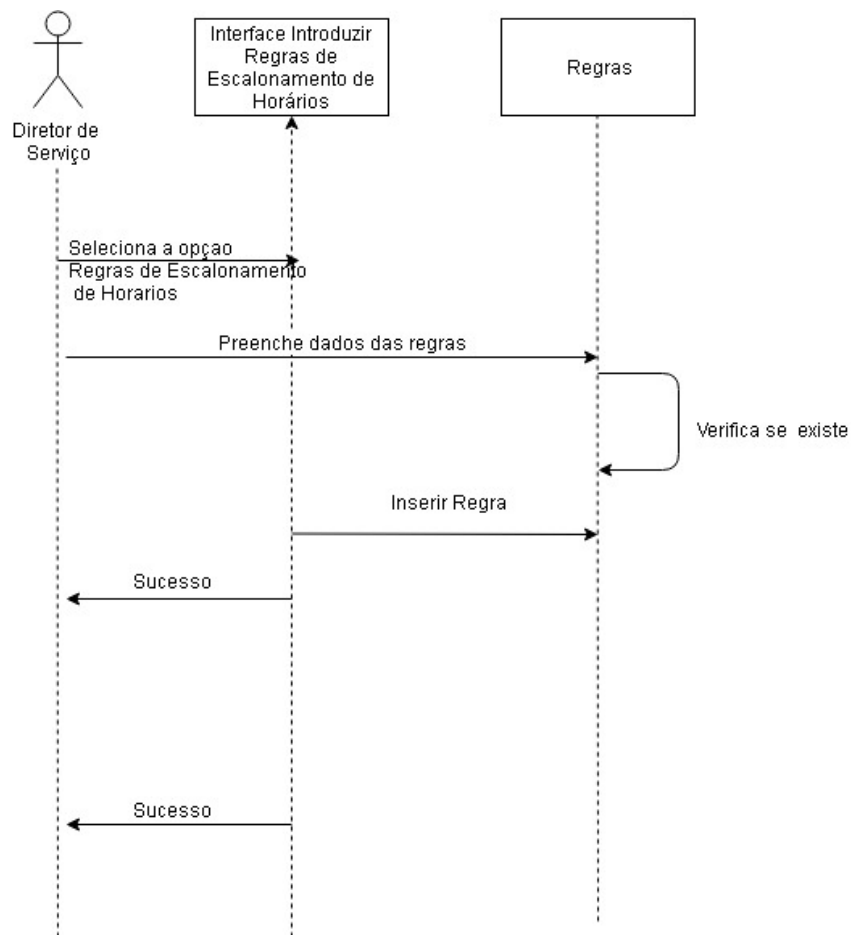 Interface Introduzir
Regras de
Escalonamento de
Horários
Regras
Diretor de
Serviço
Seleciona a opçao
Regras de Escalonamento
de Horarios
Preenche dados das regras
Verifica se existe
Inserir Regra
Sucesso
Sucesso